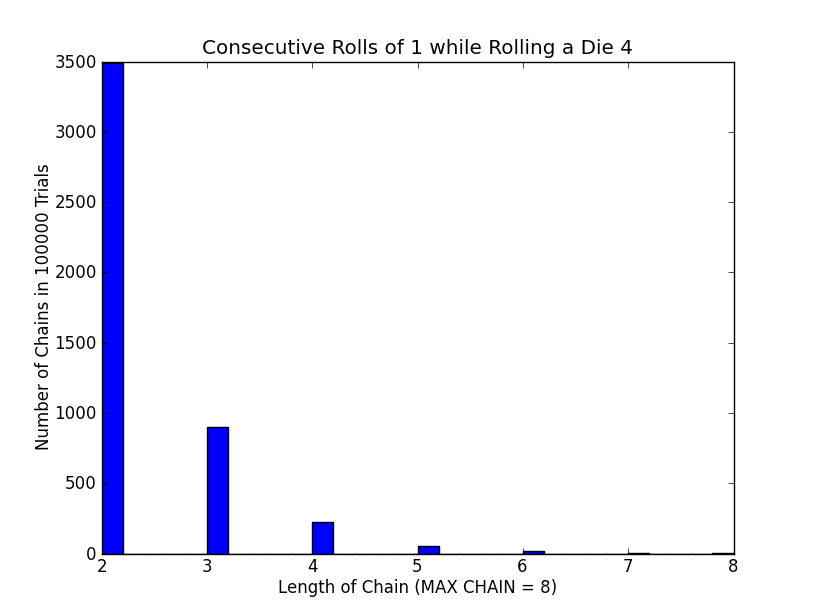 Consecutive Rolls of 1 while Rolling a Die 4
3500
3000
2500
2000
1500
1000
500
0
Number of Chains in 100000 Trials
2 3 4 5 6 7 8
Length of Chain (MAX CHAIN = 8)